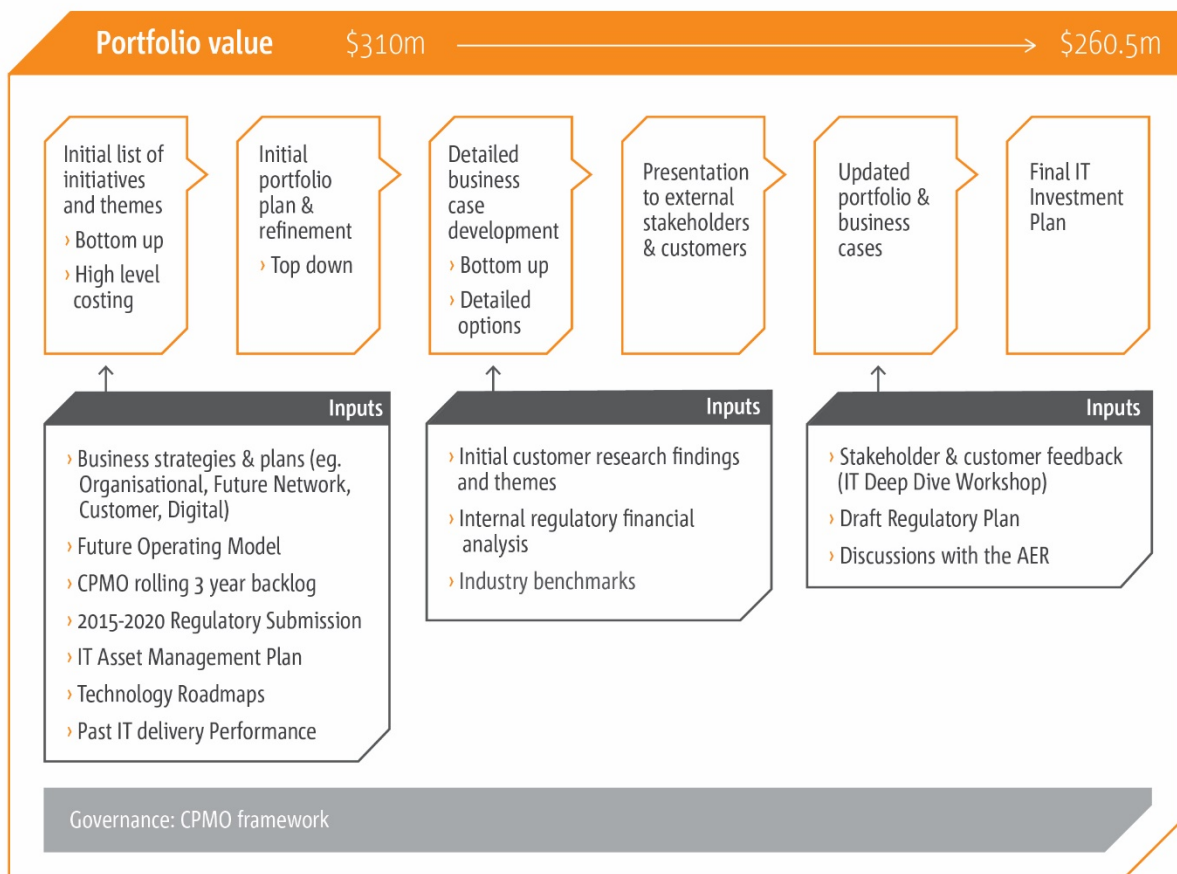 Portfolio value $310m $260.5m
Initial list of
initiatives
and themes
› Bottom up
› High level
costing
Initial
portfolio
plan &
refinement
› Top down
Detailed
business
case
development
› Bottom up
› Detailed
options
Presentation
to external
stakeholders
& customers
Updated
portfolio &
business
cases
Final IT
Investment
Plan
Inputs
› Business strategies & plans (eg.
Organisational, Future Network,
Customer, Digital)
› Future Operating Model
› CPMO rolling 3 year backlog
› 2015-2020 Regulatory Submission
› IT Asset Management Plan
› Technology Roadmaps
› Past IT delivery Performance
Inputs
› Initial customer research findings
and themes
› Internal regulatory financial
analysis
› Industry benchmarks
Inputs
› Stakeholder & customer feedback
(IT Deep Dive Workshop)
› Draft Regulatory Plan
› Discussions with the AER
Governance: CPMO framework